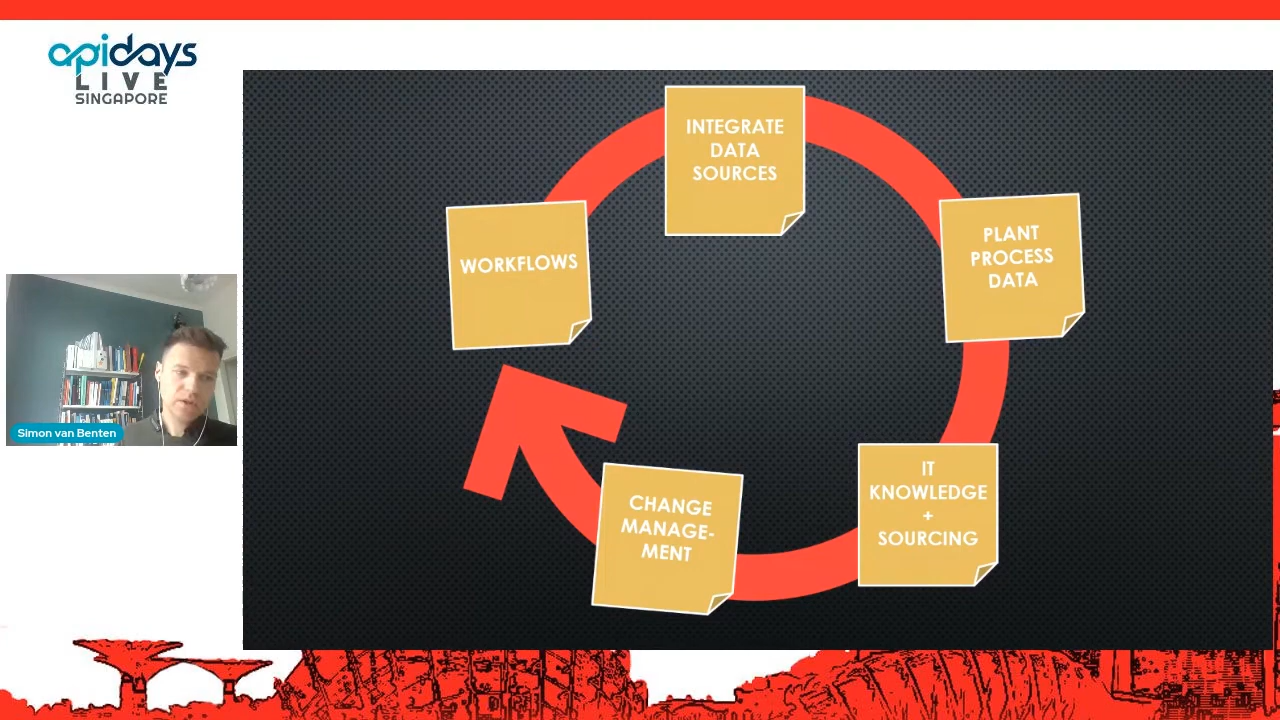 apidays
LIVE
SINGAPORE
INTEGRATE
DATA
SOURCES
PLANT
PROCESS
DATA
WORKFLOWS
IT
KNOWLEDGE
+
SOURCING
CHANGE
MANAGE-
MENT
Simon van Benten